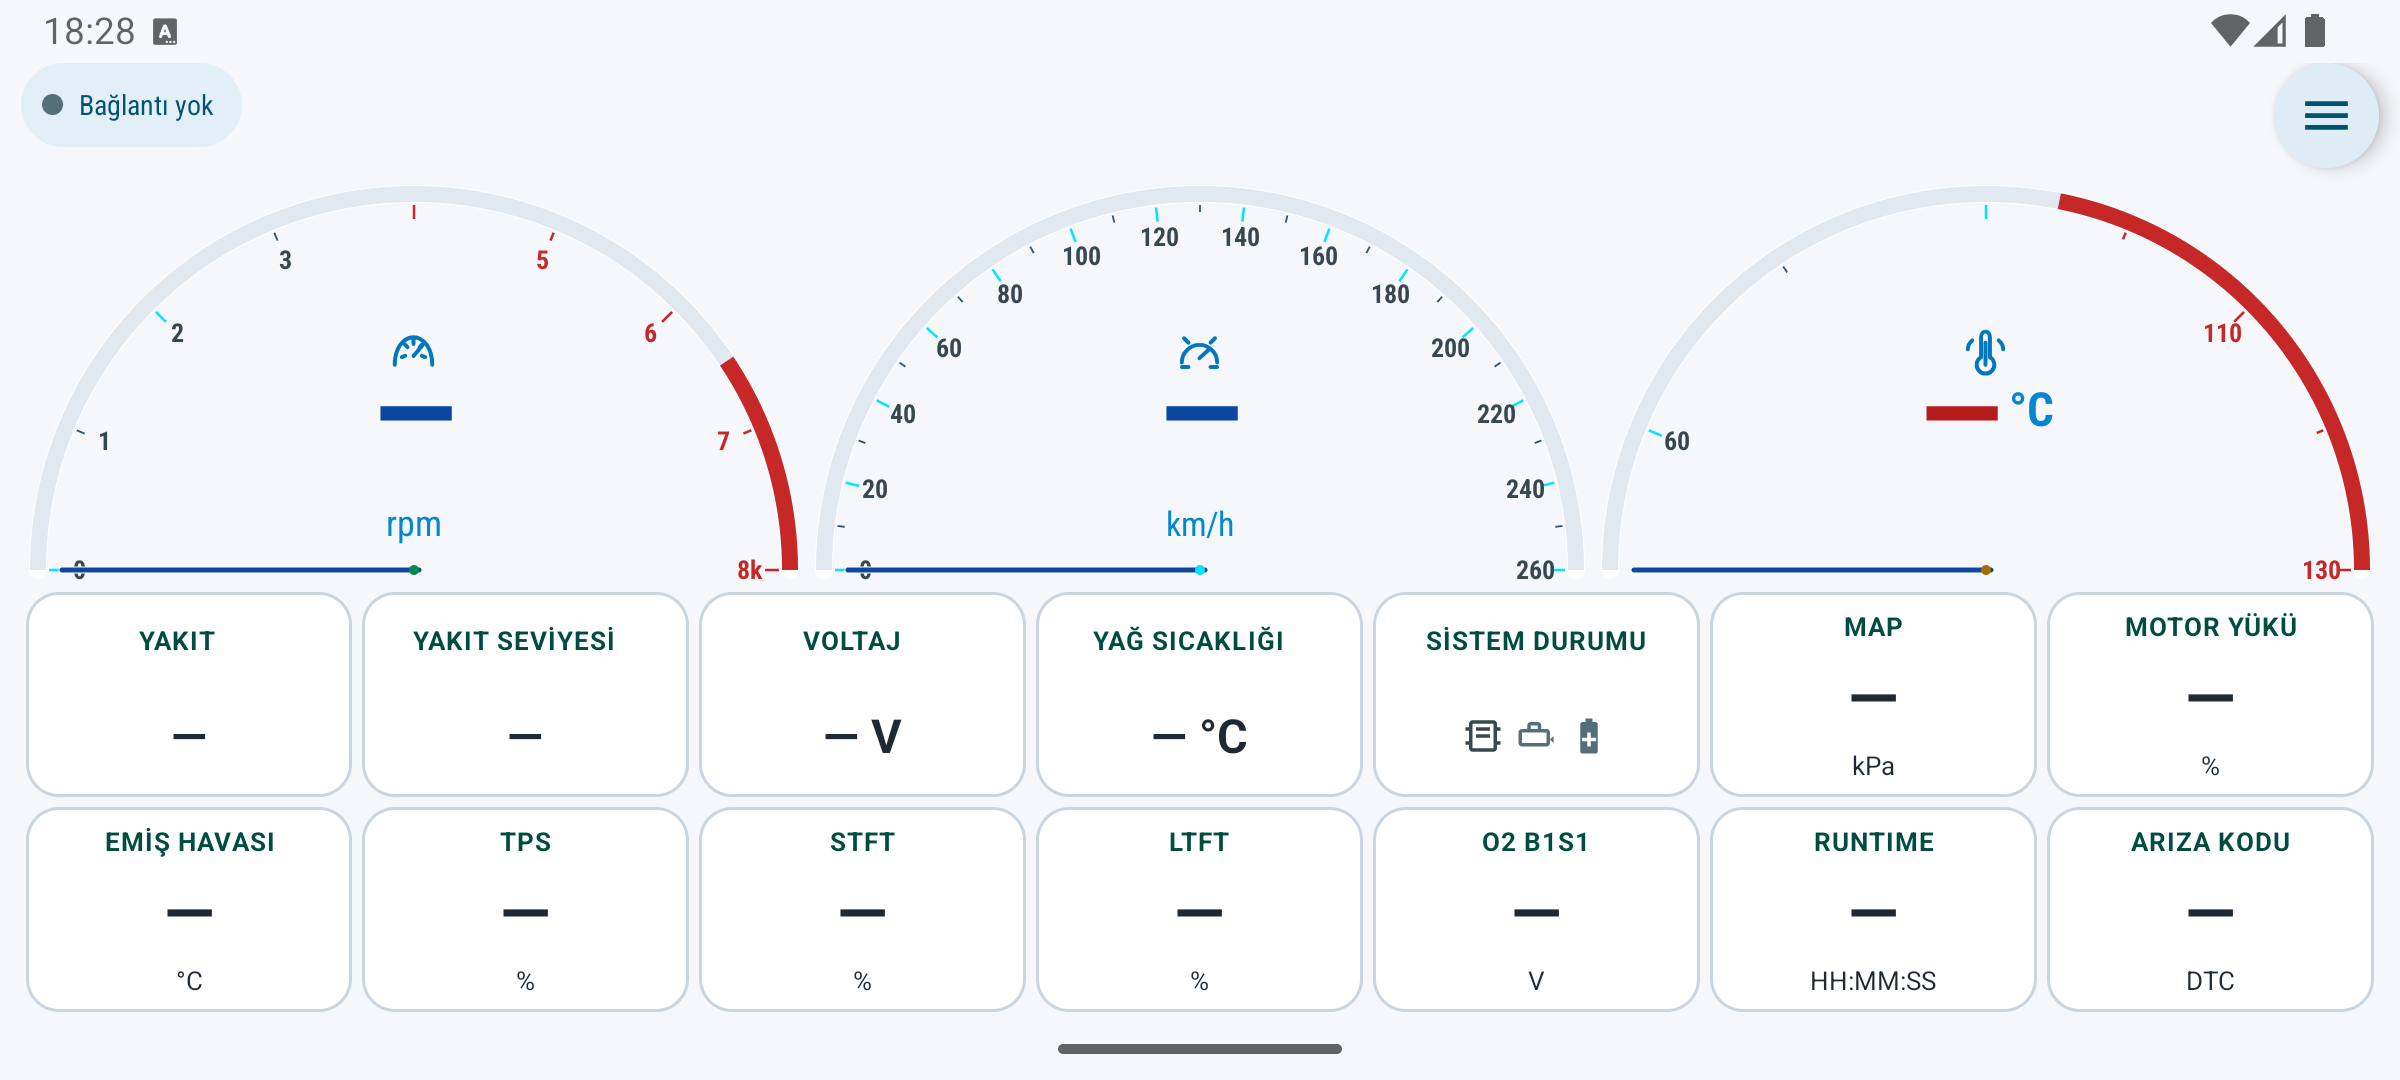 18:28
Bağlantı yok
0
1
2
3
5
6
7
8k
rpm
0
20
40
60
80
100
120
140
160
180
200
220
240
260
km/h
60
110
130
— °C
YAKIT
—
YAKIT SEVİYESİ
—
VOLTAJ
— V
YAĞ SICAKLIĞI
— °C
SİSTEM DURUMU
MAP
—
kPa
MOTOR YÜKÜ
—
%
EMİŞ HAVASI
—
°C
TPS
—
%
STFT
—
%
LTFT
—
%
O2 B1S1
—
V
RUNTIME
—
HH:MM:SS
ARIZA KODU
—
DTC